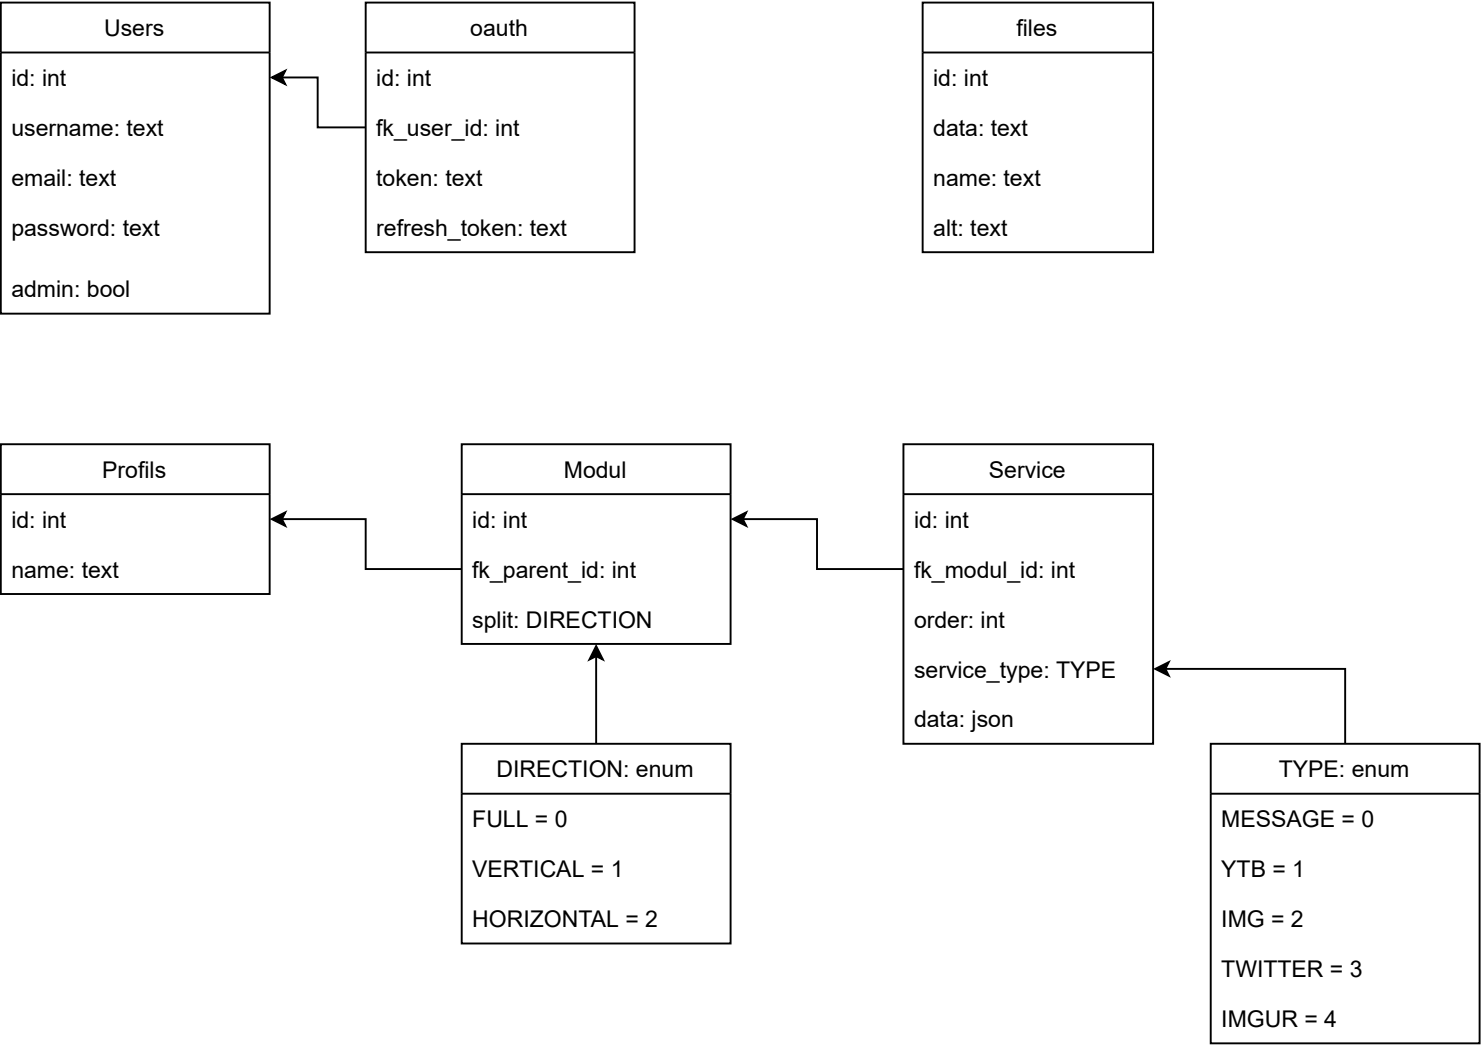 Users
id: int
username: text
email: text
password: text
admin: bool
oauth
id: int
fk_user_id: int
token: text
refresh_token: text
files
id: int
data: text
name: text
alt: text
Profils
id: int
name: text
Modul
id: int
fk_parent_id: int
split: DIRECTION
Service
id: int
fk_modul_id: int
order: int
service_type: TYPE
data: json
DIRECTION: enum
FULL = 0
VERTICAL = 1
HORIZONTAL = 2
TYPE: enum
MESSAGE = 0
YTB = 1
IMG = 2
TWITTER = 3
IMGUR = 4